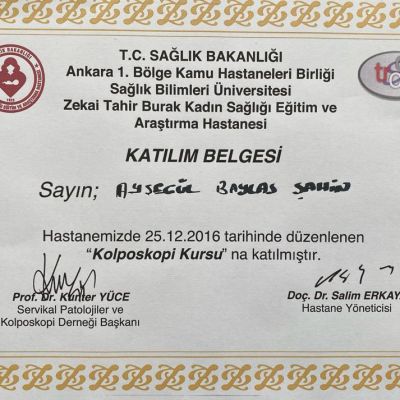 T.C. SAĞLIK BAKANLIĞI
Ankara 1. Bölge Kamu Hastaneleri Birliği
Sağlık Bilimleri Üniversitesi
Zekai Tahir Burak Kadın Sağlığı Eğitim ve
Araştırma Hastanesi
KATILIM BELGESİ
Sayın; AYŞEGÜL BAYLAS ŞAHİN
Hastanemizde 25.12.2016 tarihinde düzenlenen
“Kolposkopi Kursu” na katılmıştır.
Prof. Dr. Kunter YÜCE
Servikal Patolojiler ve
Kolposkopi Derneği Başkanı
Doç. Dr. Salim ERKAYA
Hastane Yöneticisi